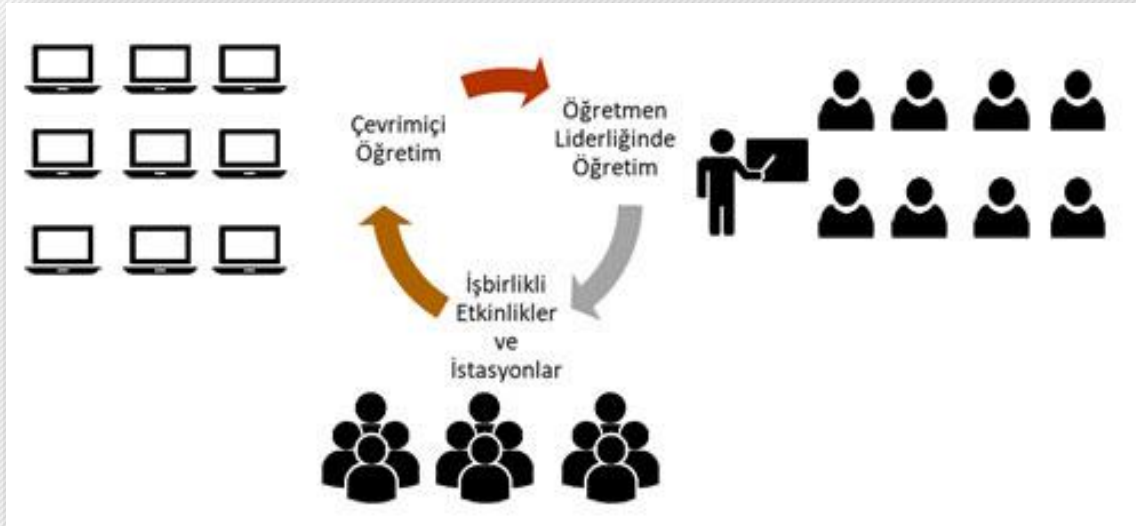 Çevrimiçi
Öğretim
Öğretmen
Liderliğinde
Öğretim
İşbirlikli
Etkinlikler
ve
İstasyonlar